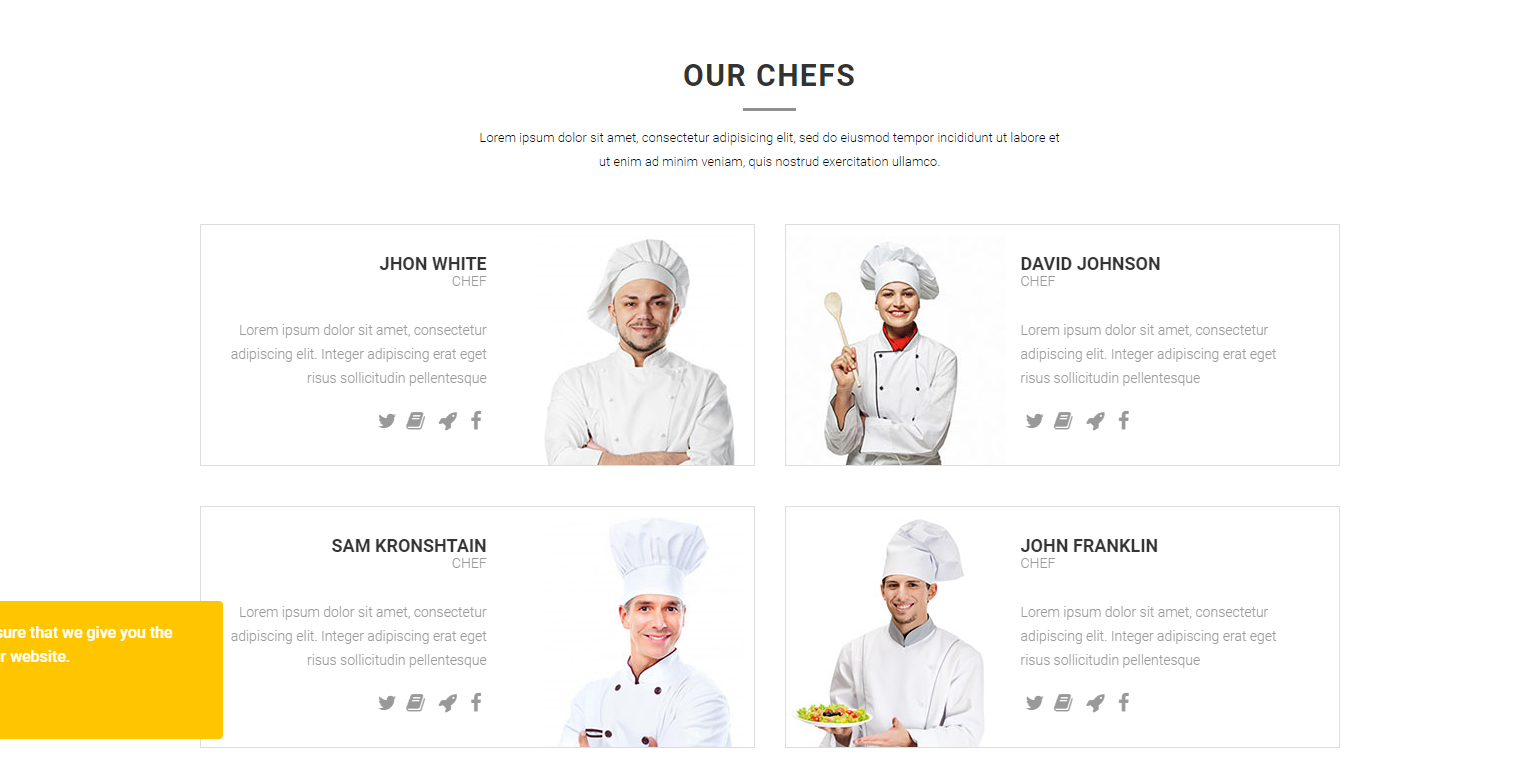 OUR CHEFS
Lorem ipsum dolor sit amet, consectetur adipisicing elit, sed do eiusmod tempor incididunt ut labore et
ut enim ad minim veniam, quis nostrud exercitation ullamco.
JHON WHITE
CHEF
Lorem ipsum dolor sit amet, consectetur
adipiscing elit. Integer adipiscing erat eget
risus sollicitudin pellentesque
DAVID JOHNSON
CHEF
Lorem ipsum dolor sit amet, consectetur
adipiscing elit. Integer adipiscing erat eget
risus sollicitudin pellentesque
SAM KRONSHTAIN
CHEF
Lorem ipsum dolor sit amet, consectetur
adipiscing elit. Integer adipiscing erat eget
risus sollicitudin pellentesque
JOHN FRANKLIN
CHEF
Lorem ipsum dolor sit amet, consectetur
adipiscing elit. Integer adipiscing erat eget
risus sollicitudin pellentesque
sure that we give you the
r website.